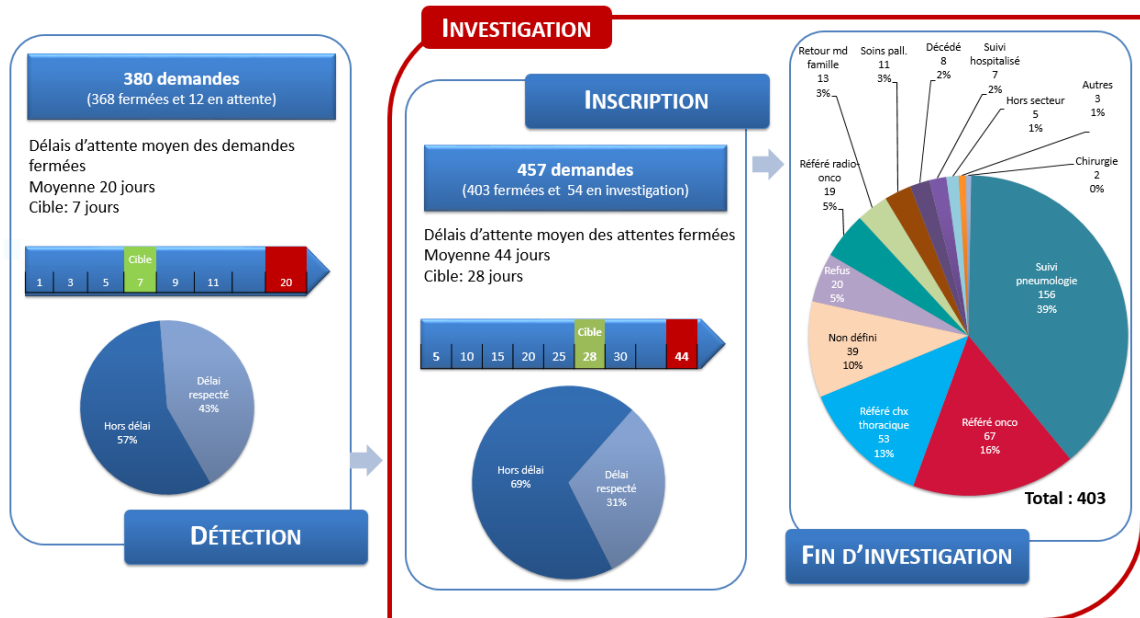 INVESTIGATION
380 demandes
(368 fermées et 12 en attente)
Délais d'attente moyen des demandes
fermées
Moyenne 20 jours
Cible: 7 jours
Cible
1 3 5 7 9 11 20
Délai
respecté
43%
Hors délai
57%
DÉTECTION
INSCRIPTION
457 demandes
(403 fermées et 54 en investigation)
Délais d'attente moyen des attentes fermées
Moyenne 44 jours
Cible: 28 jours
Cible
5 10 15 20 25 28 30 44
Hors délai
69%
Délai
respecté
31%
Retour md
famille
13
3%
Soins pall.
11
3%
Décédé
8
2%
Suivi
hospitalisé
7
2%
Hors secteur
5
1%
Autres
3
1%
Chirurgie
2
0%
Référé radio-
onco
19
5%
Refus
20
5%
Non défini
39
10%
Référé chx
thoracique
53
13%
Référé onco
67
16%
Suivi
pneumologie
156
39%
Total : 403
FIN D'INVESTIGATION